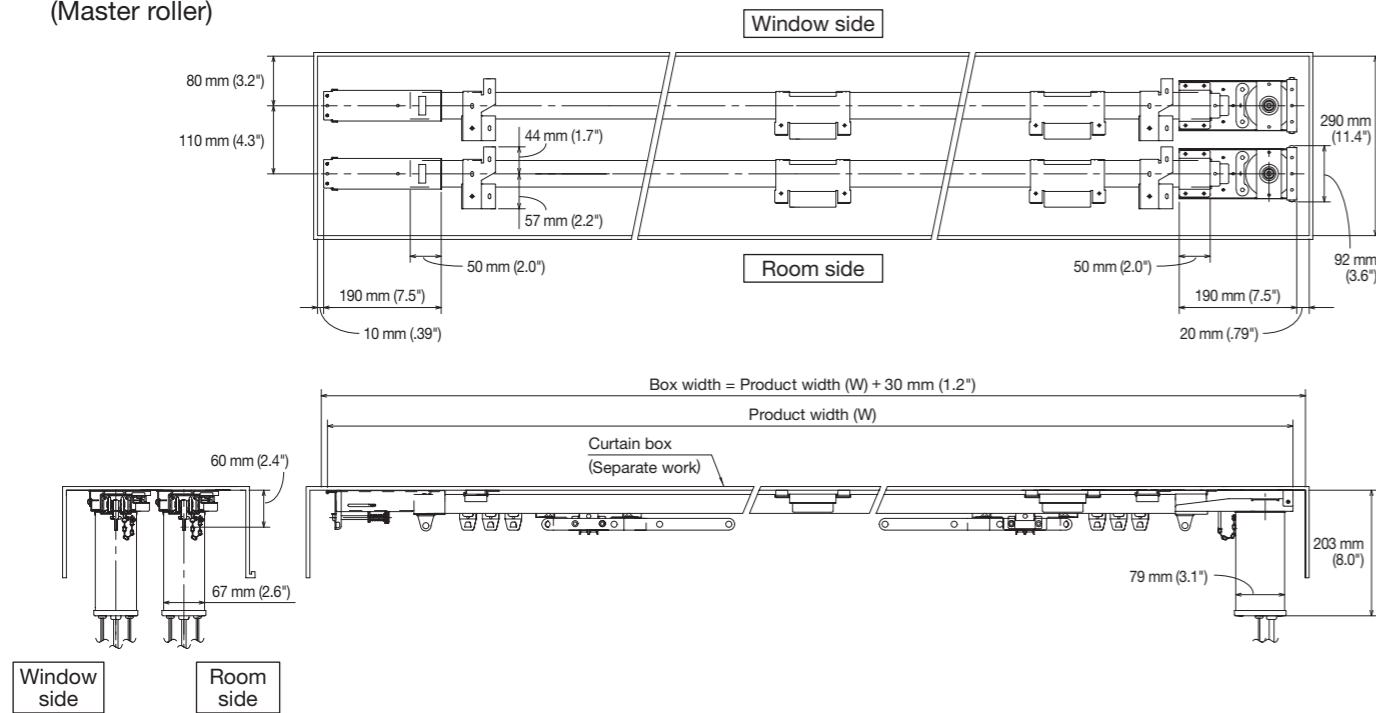 (Master roller)
Window side
80 mm (3.2")
110 mm (4.3")
44 mm (1.7")
57 mm (2.2")
290 mm
(11.4")
92 mm
(3.6")
50 mm (2.0")
Room side
50 mm (2.0")
190 mm (7.5")
190 mm (7.5")
10 mm (.39")
20 mm (.79")
Box width = Product width (W) + 30 mm (1.2")
Product width (W)
Curtain box
(Separate work)
60 mm (2.4")
67 mm (2.6")
79 mm (3.1")
203 mm
(8.0")
Window
side
Room
side